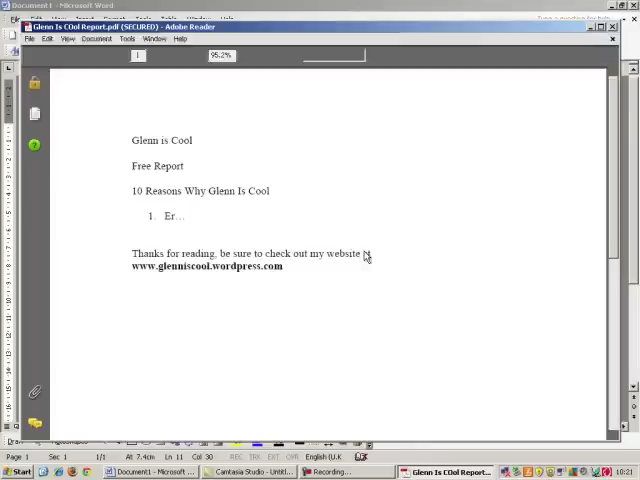 Document1 - Microsoft Word
Glenn Is COol Report.pdf (SECURED) - Adobe Reader
File Edit View Document Tools Window Help
1 95.2%
Glenn is Cool
Free Report
10 Reasons Why Glenn Is Cool
1. Er…
Thanks for reading, be sure to check out my website
www.glenniscool.wordpress.com
Page 1 Sec 1 1/1 At 7.4cm Ln 11 Col 30 REC TRK EXT OVR English (U.K
Start Document1 - Microsoft ... Camtasia Studio - Untitl... Recording... Glenn Is COol Report... 10:21